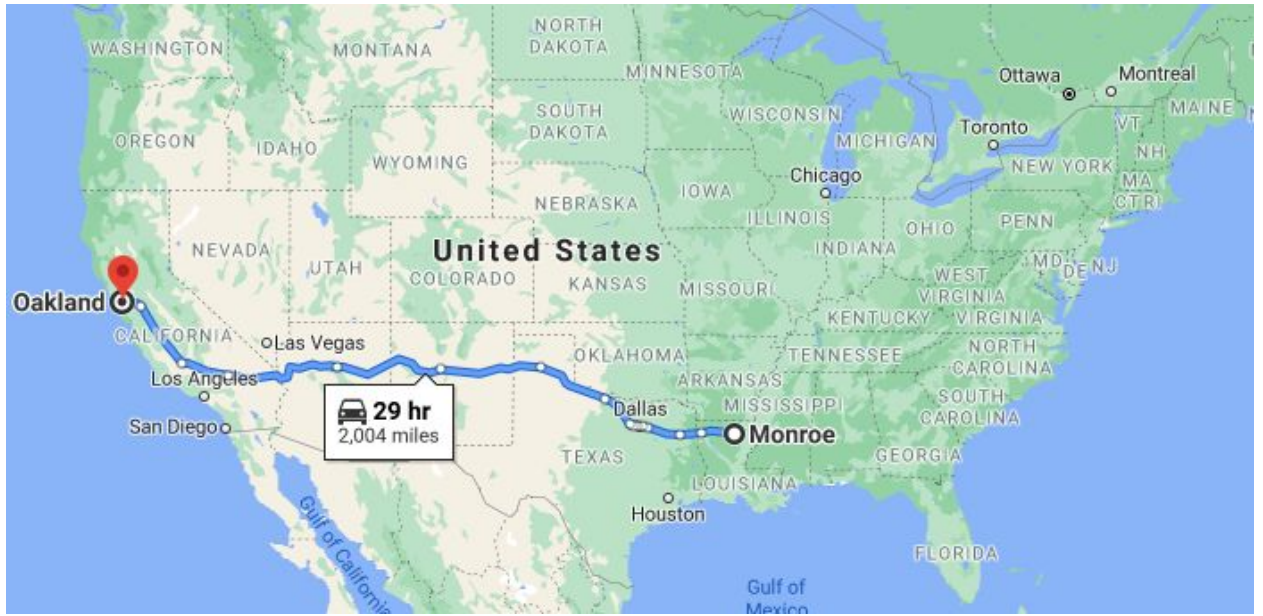 NORTH
DAKOTA
WASHINGTON
MONTANA
MINNESOTA
Ottawa
Montreal
MAINE
SOUTH
DAKOTA
WISCONSIN
VT
OREGON
IDAHO
MICHIGAN
Toronto
NH
WYOMING
NEW YORK
Chicago
MA
IOWA
CT RI
NEBRASKA
ILLINOIS
OHIO
PENN
NEVADA
United States
INDIANA
UTAH
COLORADO
MD
DE
NJ
KANSAS
MISSOURI
WEST
VIRGINIA
Oakland
KENTUCKY
VIRGINIA
CALIFORNIA
Las Vegas
OKLAHOMA
TENNESSEE
NORTH
CAROLINA
Los Angeles
ARKANSAS
29 hr
2,004 miles
Dallas
MISSISSIPPI
SOUTH
CAROLINA
San Diego
Monroe
TEXAS
GEORGIA
LOUISIANA
Houston
Gulf of California
FLORIDA
Gulf of
Mexico